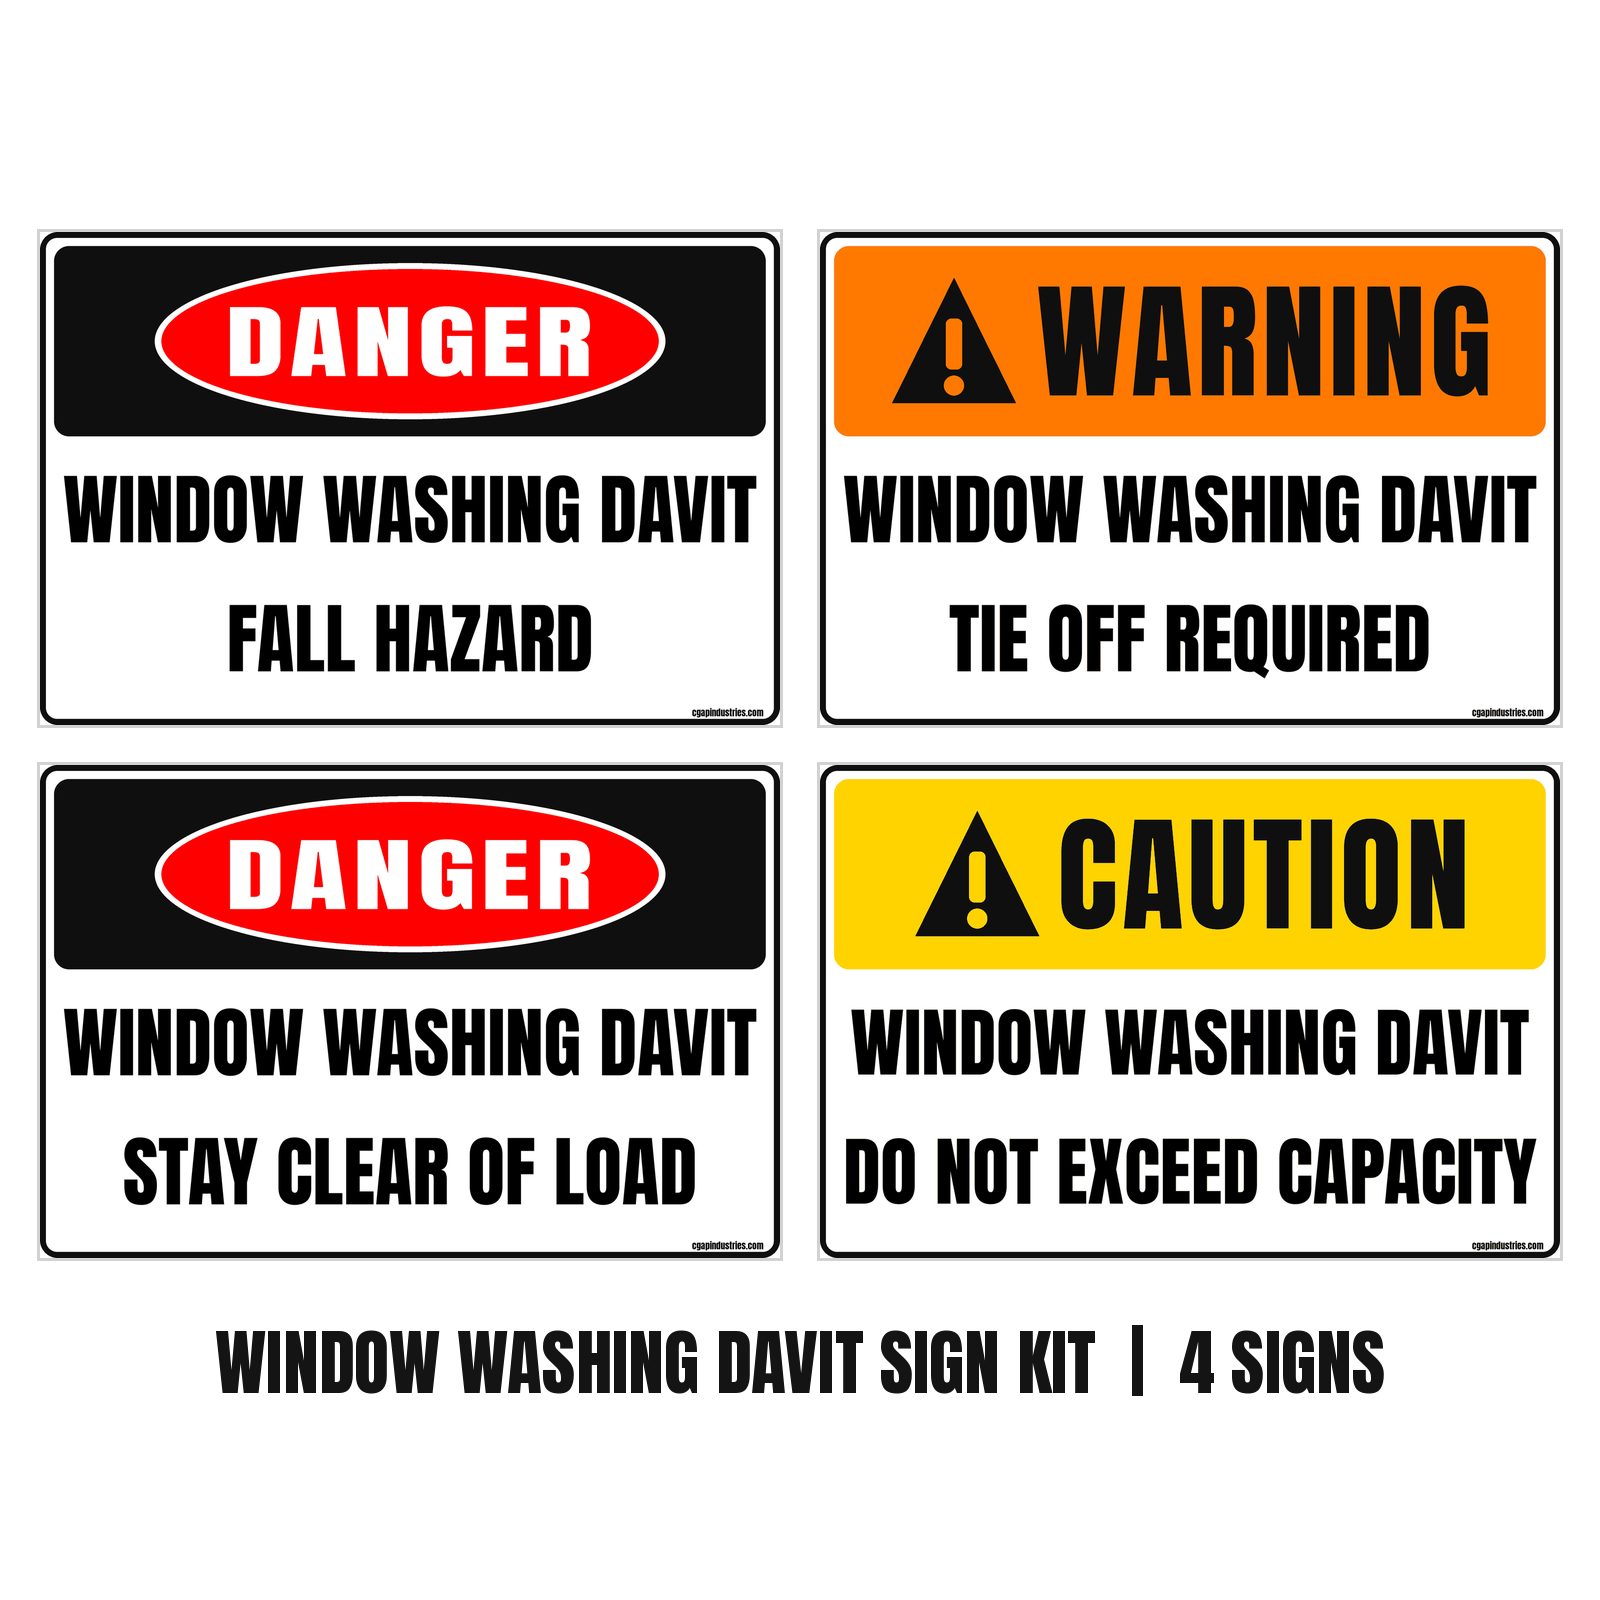 DANGER
WINDOW WASHING DAVIT
FALL HAZARD
cgapindustries.com
WARNING
WINDOW WASHING DAVIT
TIE OFF REQUIRED
cgapindustries.com
DANGER
WINDOW WASHING DAVIT
STAY CLEAR OF LOAD
cgapindustries.com
CAUTION
WINDOW WASHING DAVIT
DO NOT EXCEED CAPACITY
cgapindustries.com
WINDOW WASHING DAVIT SIGN KIT | 4 SIGNS